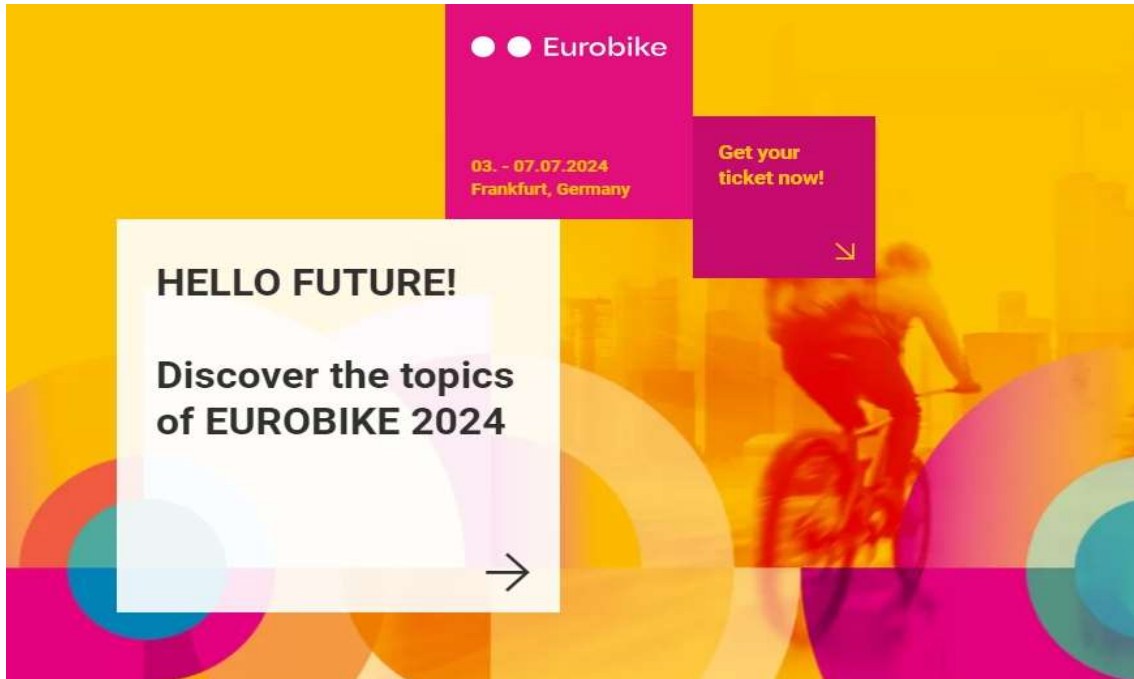 Eurobike
03. - 07.07.2024
Frankfurt, Germany
Get your
ticket now!
HELLO FUTURE!
Discover the topics
of EUROBIKE 2024